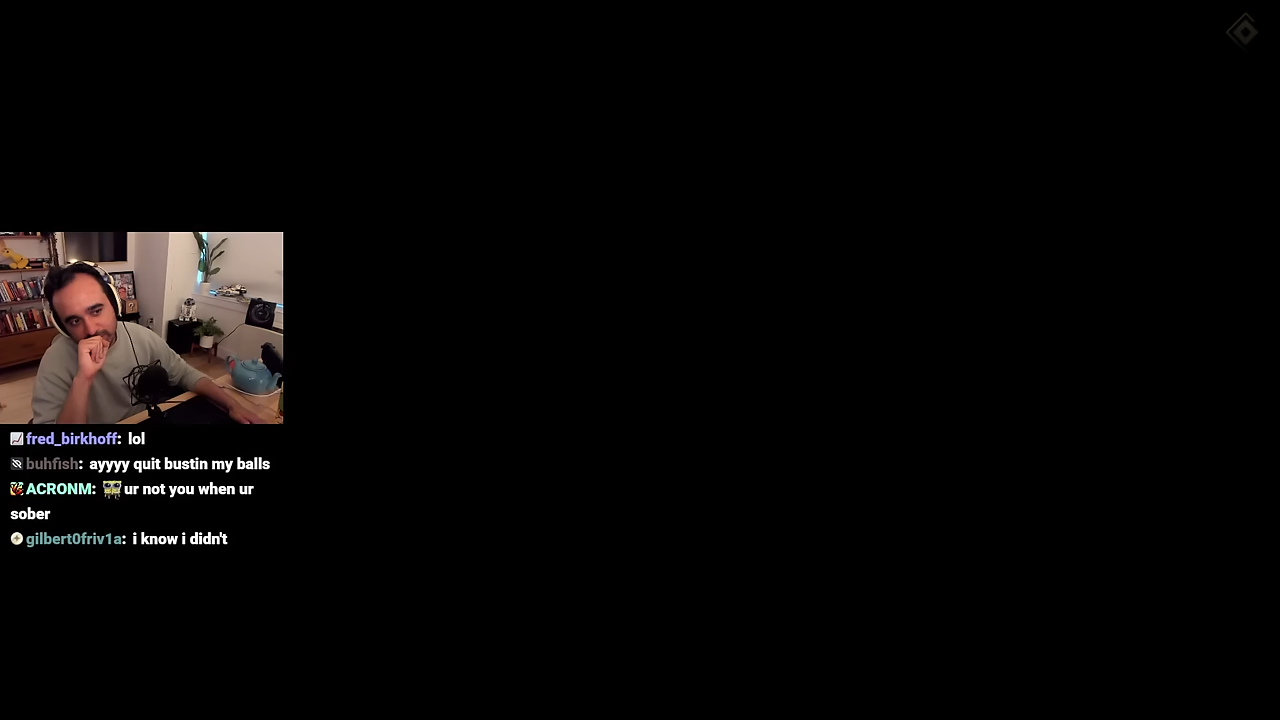 fred_birkhoff: lol
buhfish: ayyyy quit bustin my balls
ACRONM: ur not you when ur
sober
gilbert0friv1a: i know i didn't